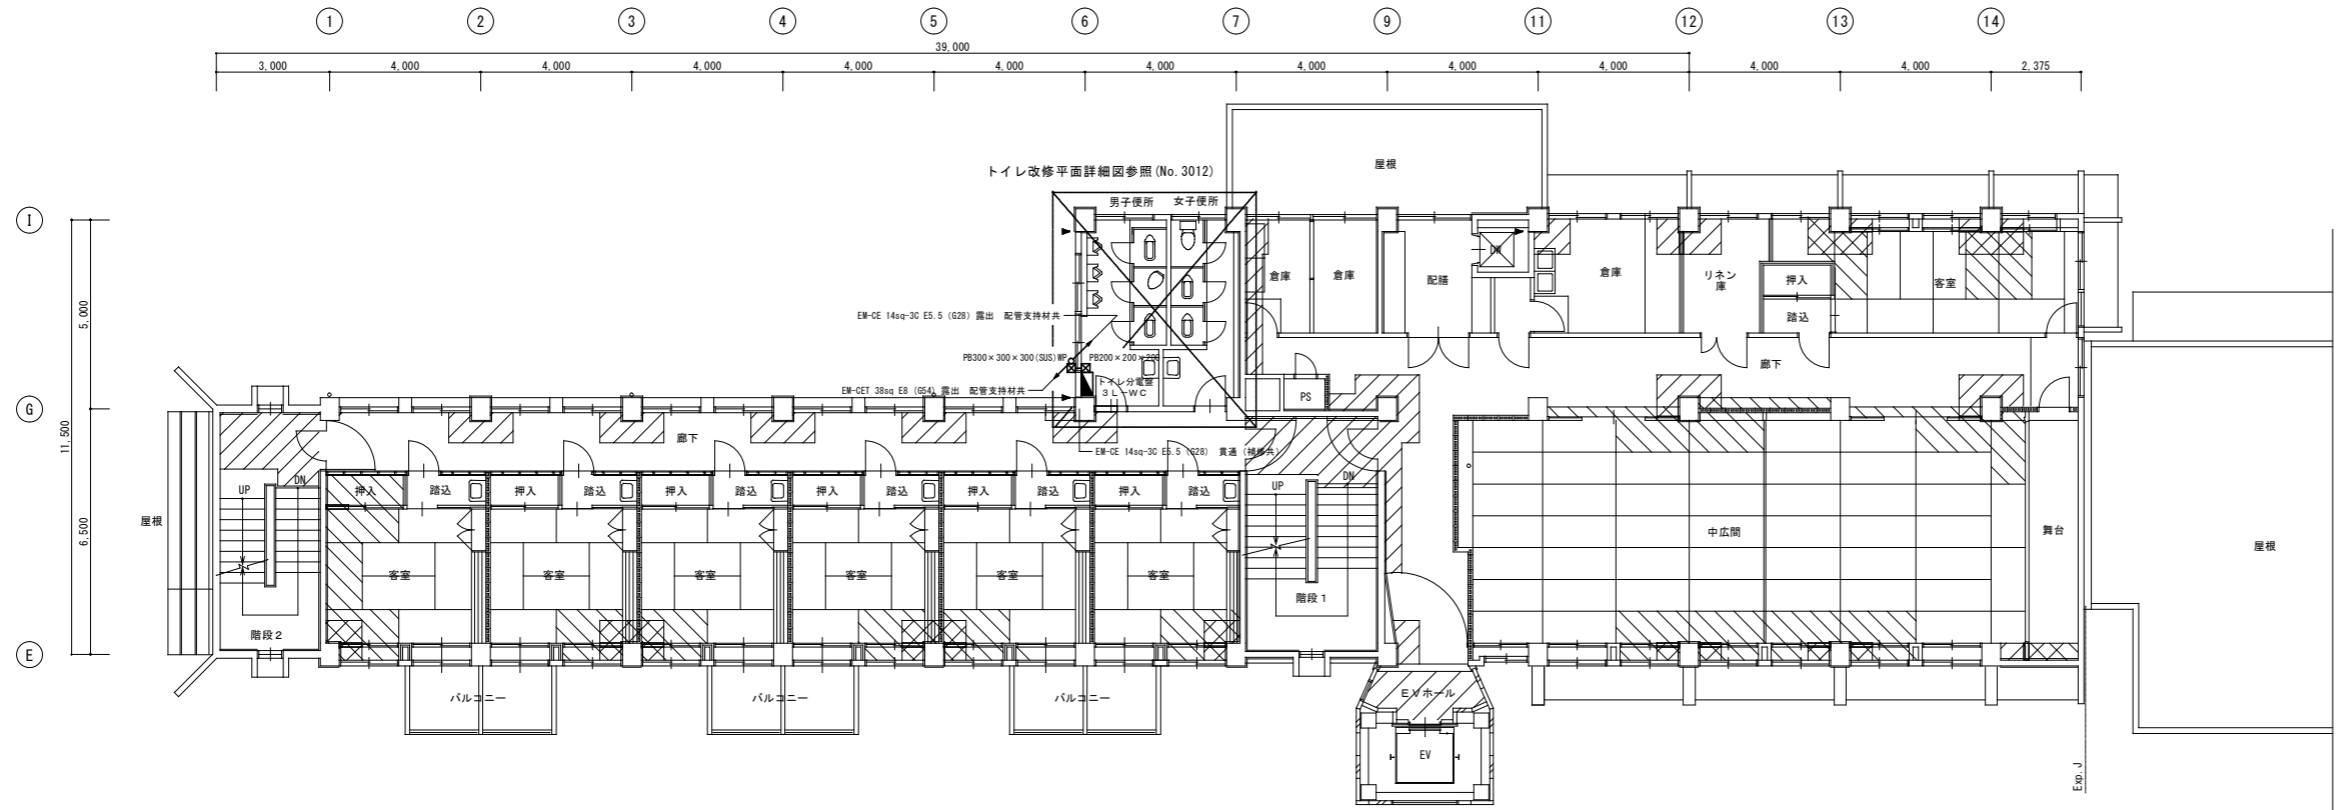 1 2 3 4 5 6 7 9 11 12 13 14
39,000
3,000 4,000 4,000 4,000 4,000 4,000 4,000 4,000 4,000 4,000 4,000 4,000 2,375
屋根
トイレ改修平面詳細図参照(No.3012)
男子便所 女子便所
I
DW
倉庫 倉庫 配膳 倉庫 リネン庫 押入 客室
5,000
EM-CE 14sq-3C E5.5 (G28) 露出 配管支持材共
踏込
PB300×300×300(SUS)WP PB200×200×200
廊下
EM-CET 38sq E8 (G54) 露出 配管支持材共
トイレ分電盤
3L-WC
PS
G
11,500
廊下
EM-CE 14sq-3C E5.5 (G28) 貫通 (補修共)
UP DN 押入 踏込 押入 踏込 押入 踏込 押入 踏込 押入 踏込 押入 踏込 UP DN
屋根
6,500
中広間 舞台
屋根
客室 客室 客室 客室 客室 客室
階段1
階段2
E
バルコニー バルコニー バルコニー
EVホール
EV
Exp.J